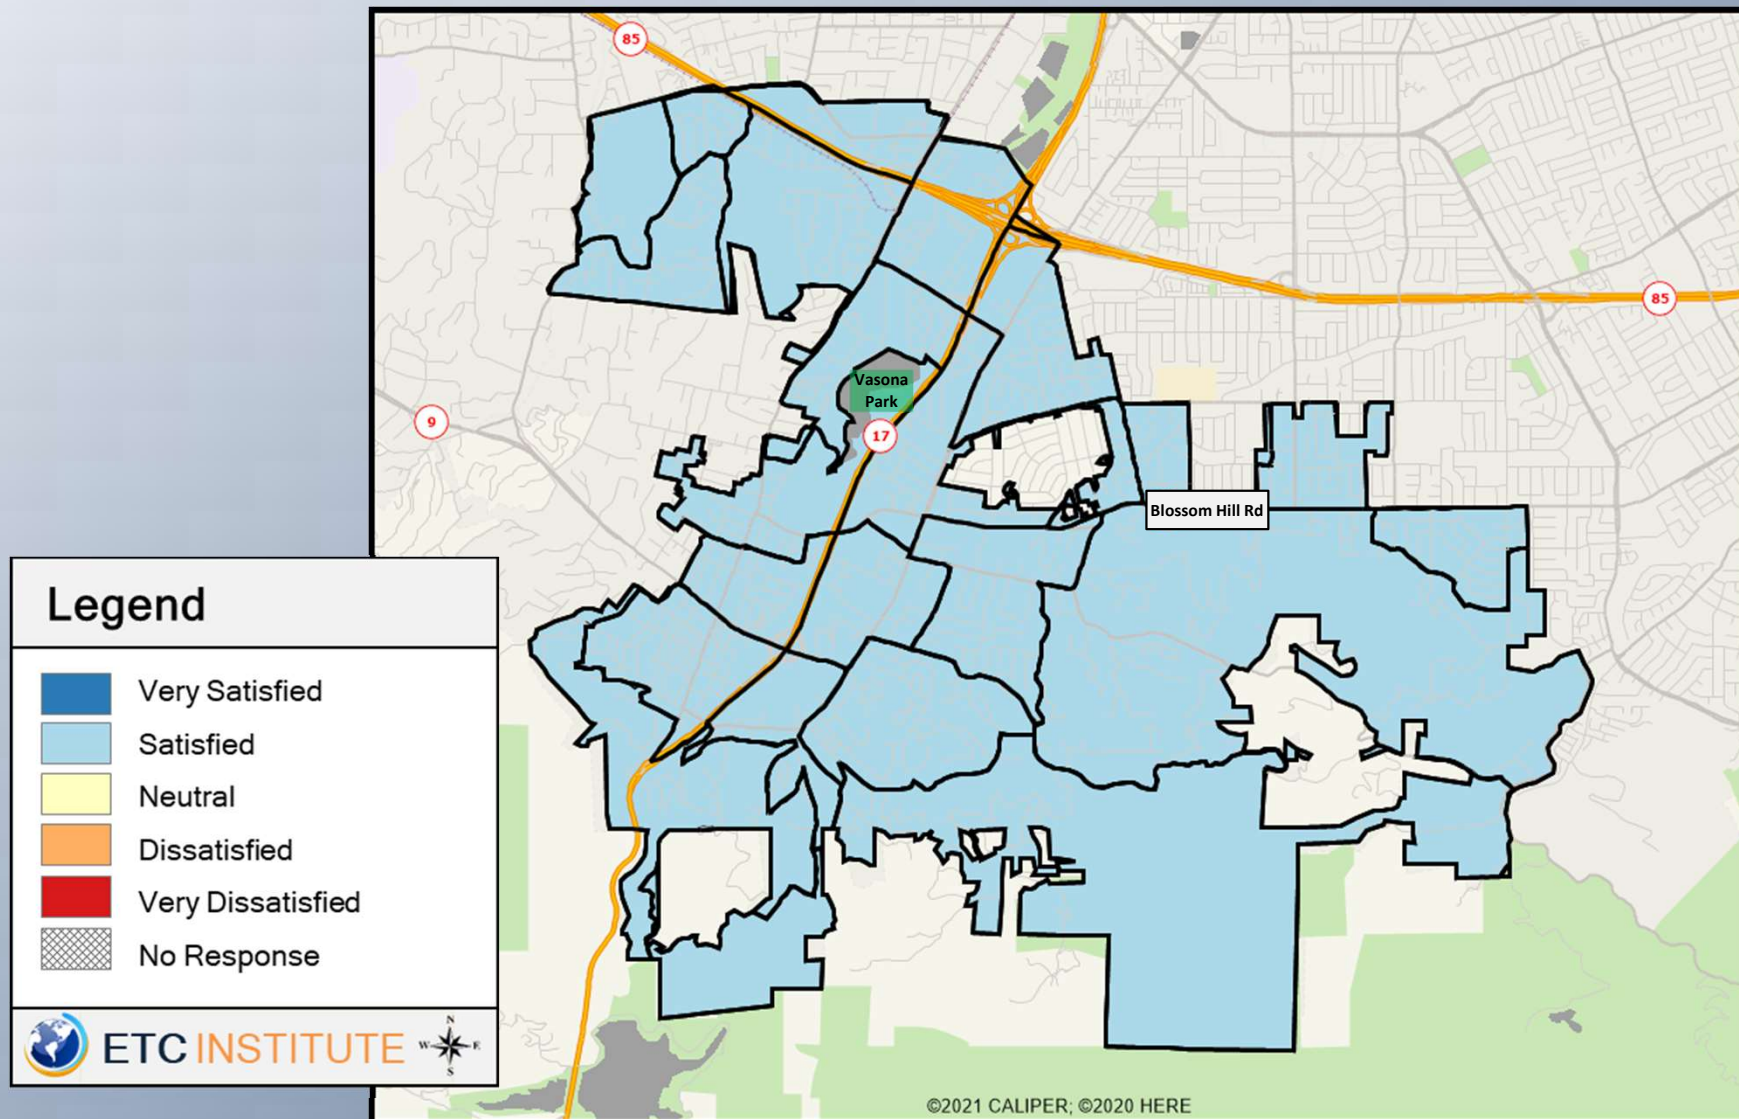 85
85
9
Vasona
Park
17
Blossom Hill Rd
Legend
Very Satisfied
Satisfied
Neutral
Dissatisfied
Very Dissatisfied
No Response
ETC INSTITUTE
N
W E
S
©2021 CALIPER; ©2020 HERE